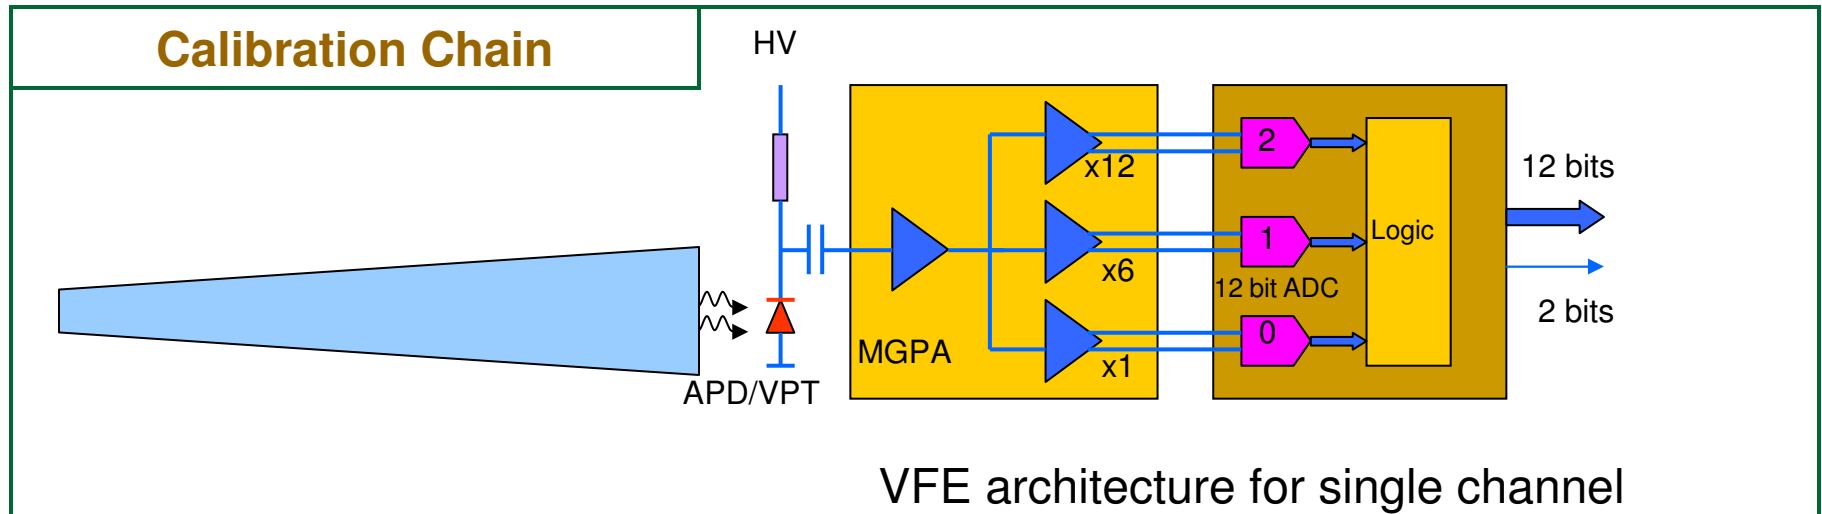 Calibration Chain
HV
x12
x6
x1
MGPA
APD/VPT
2
1
12 bit ADC
0
Logic
12 bits
2 bits
VFE architecture for single channel